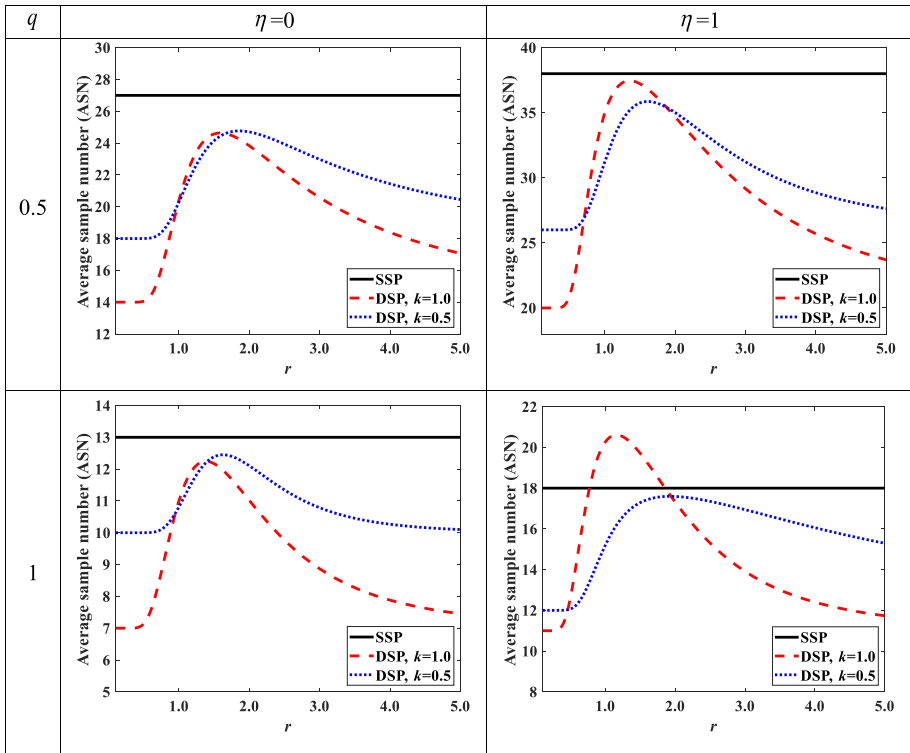 q
η=0
η=1
0.5
Average sample number (ASN)
30
28
26
24
22
20
18
16
14
12
1.0
2.0
3.0
4.0
5.0
r
SSP
DSP, k=1.0
DSP, k=0.5
Average sample number (ASN)
40
35
30
25
20
1.0
2.0
3.0
4.0
5.0
r
SSP
DSP, k=1.0
DSP, k=0.5
1
Average sample number (ASN)
14
13
12
11
10
9
8
7
6
5
1.0
2.0
3.0
4.0
5.0
r
SSP
DSP, k=1.0
DSP, k=0.5
Average sample number (ASN)
22
20
18
16
14
12
10
8
1.0
2.0
3.0
4.0
5.0
r
SSP
DSP, k=1.0
DSP, k=0.5